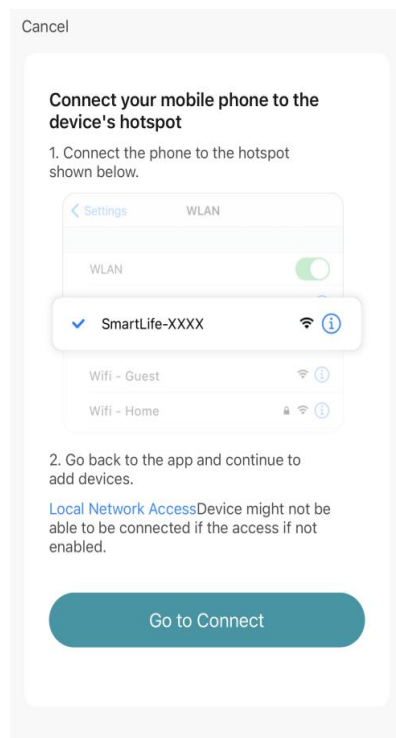 Cancel
Connect your mobile phone to the
device's hotspot
1. Connect the phone to the hotspot
shown below.
Settings WLAN
WLAN
SmartLife-XXXX
Wifi - Guest
Wifi - Home
2. Go back to the app and continue to
add devices.
Local Network AccessDevice might not be
able to be connected if the access if not
enabled.
Go to Connect